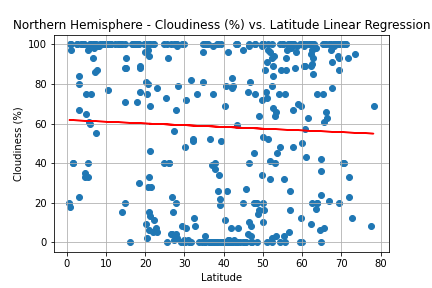 Northern Hemisphere - Cloudiness (%) vs. Latitude Linear Regression
100
80
60
40
20
0
Cloudiness (%)
0 10 20 30 40 50 60 70 80
Latitude